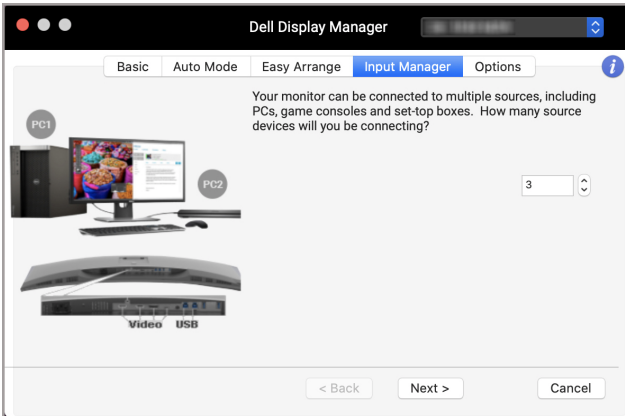 Dell Display Manager
Basic Auto Mode Easy Arrange Input Manager Options
Your monitor can be connected to multiple sources, including
PCs, game consoles and set-top boxes. How many source
devices will you be connecting?
PC1
3
PC2
Video USB
< Back Next > Cancel